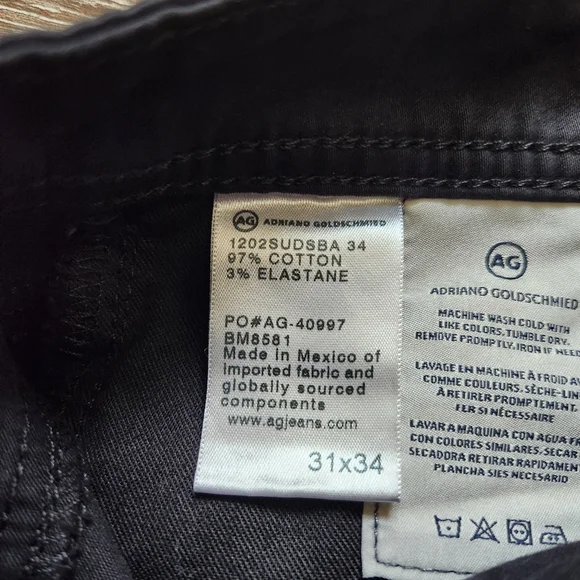 AG ADRIANO GOLDSCHMIED
1202SUDSBA 34
97% COTTON
3% ELASTANE
PO#AG-40997
BM8581
Made in Mexico of
imported fabric and
globally sourced
components
www.agjeans.com
31x34
AG
ADRIANO GOLDSCHMIED
MACHINE WASH COLD WITH
LIKE COLORS. TUMBLE DRY.
REMOVE PROMPTLY. IRON IF NEED
LAVAGE EN MACHINE À FROID AV
COMME COULEURS. SÈCHE-LIN
À RETIRER PROMPTEMENT.
FER SI NÉCESSAIRE
LAVAR A MAQUINA CON AGUA FR
CON COLORES SIMILARES. SECAR
SECADORA RETIRAR RAPIDAMEN
PLANCHA SIES NECESARIO